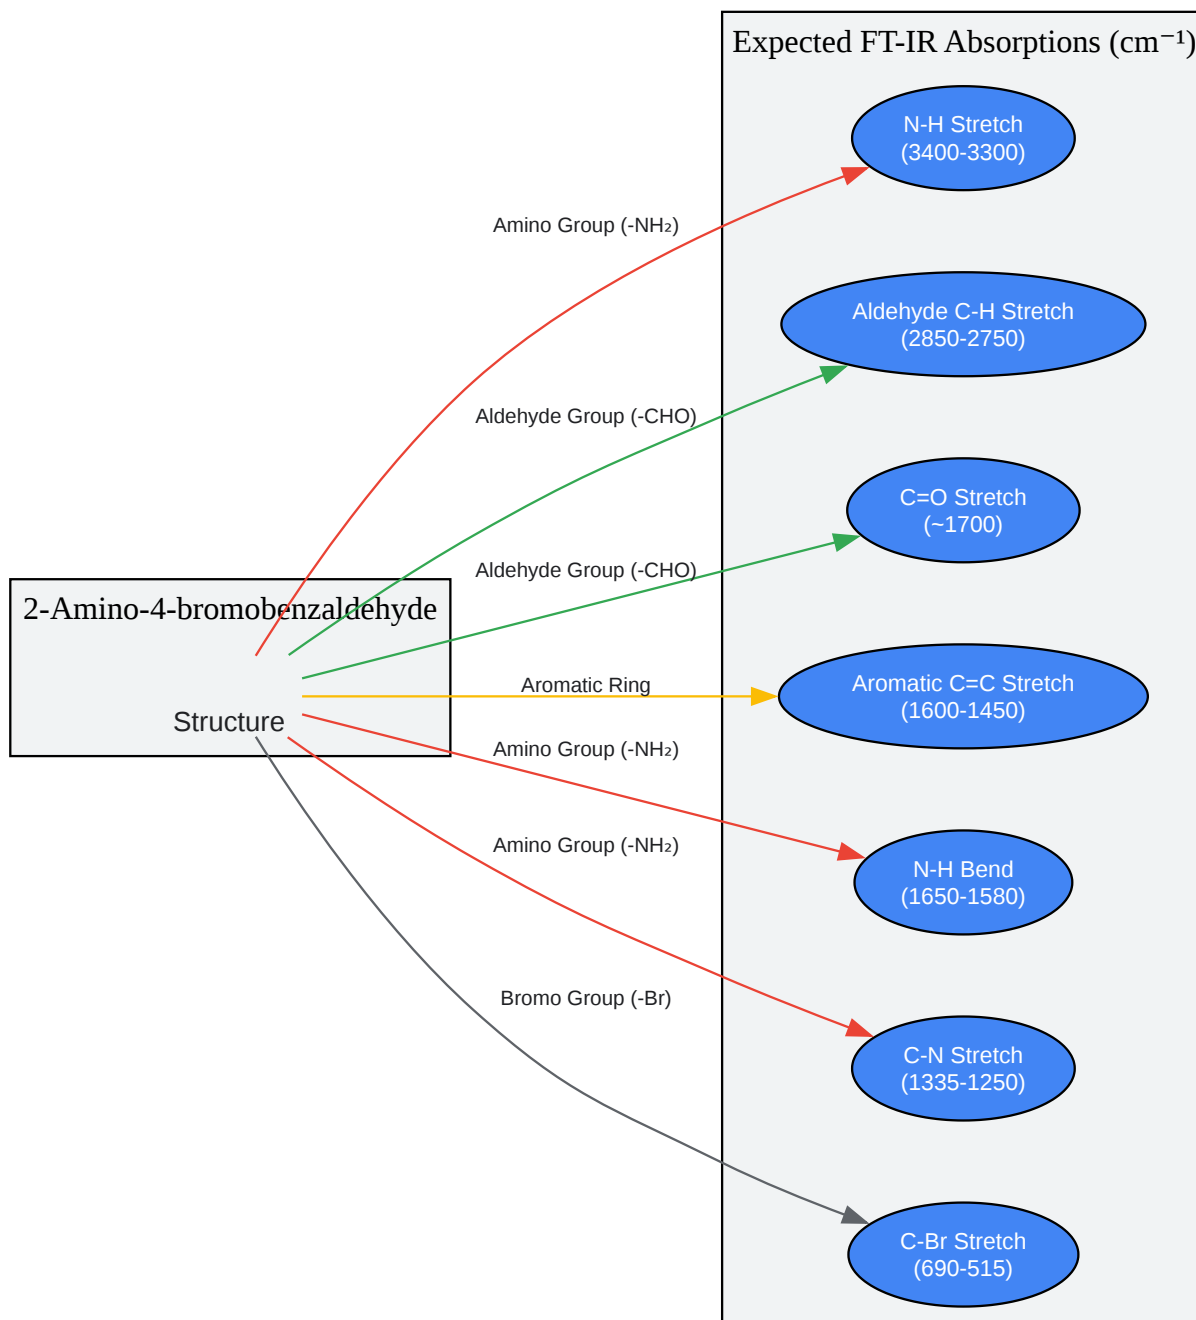 Expected FT-IR Absorptions (cm⁻¹)
N-H Stretch
(3400-3300)
Amino Group (-NH₂)
Aldehyde C-H Stretch
(2850-2750)
Aldehyde Group (-CHO)
C=O Stretch
(~1700)
Aldehyde Group (-CHO)
2-Amino-4-bromobenzaldehyde
Structure
Aromatic Ring
Aromatic C=C Stretch
(1600-1450)
Amino Group (-NH₂)
N-H Bend
(1650-1580)
Amino Group (-NH₂)
C-N Stretch
(1335-1250)
Bromo Group (-Br)
C-Br Stretch
(690-515)